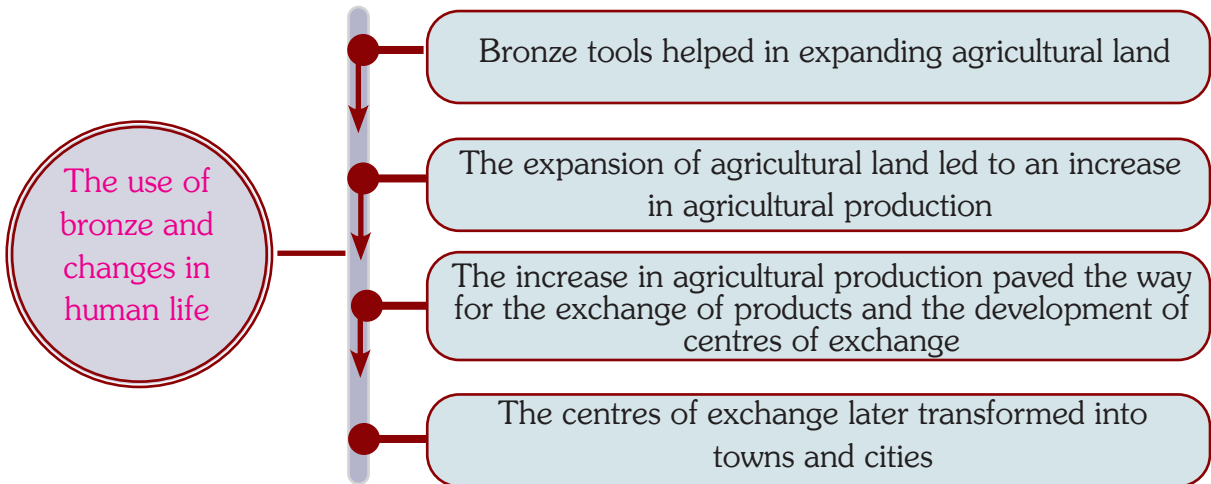 The use of
bronze and
changes in
human life
Bronze tools helped in expanding agricultural land
The expansion of agricultural land led to an increase
in agricultural production
The increase in agricultural production paved the way
for the exchange of products and the development of
centres of exchange
The centres of exchange later transformed into
towns and cities